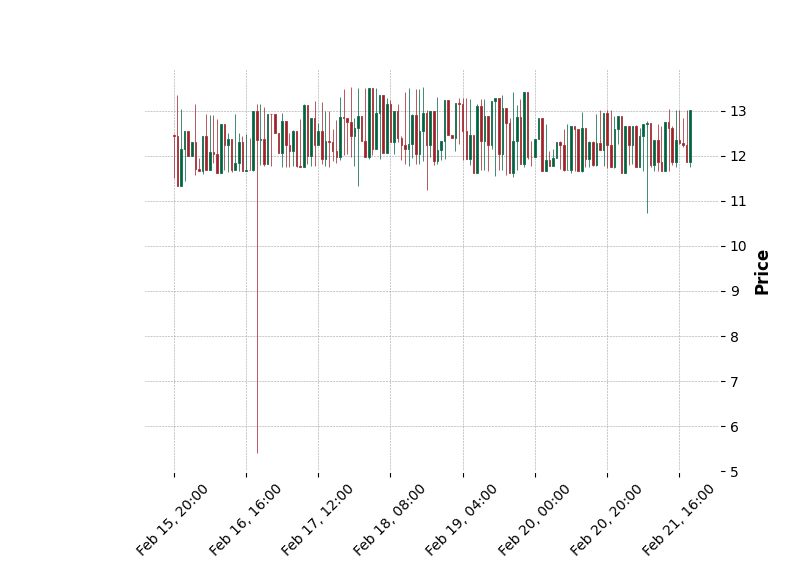 13
12
11
10
9
8
7
6
5
Price
Feb 15, 20:00
Feb 16, 16:00
Feb 17, 12:00
Feb 18, 08:00
Feb 19, 04:00
Feb 20, 00:00
Feb 20, 20:00
Feb 21, 16:00